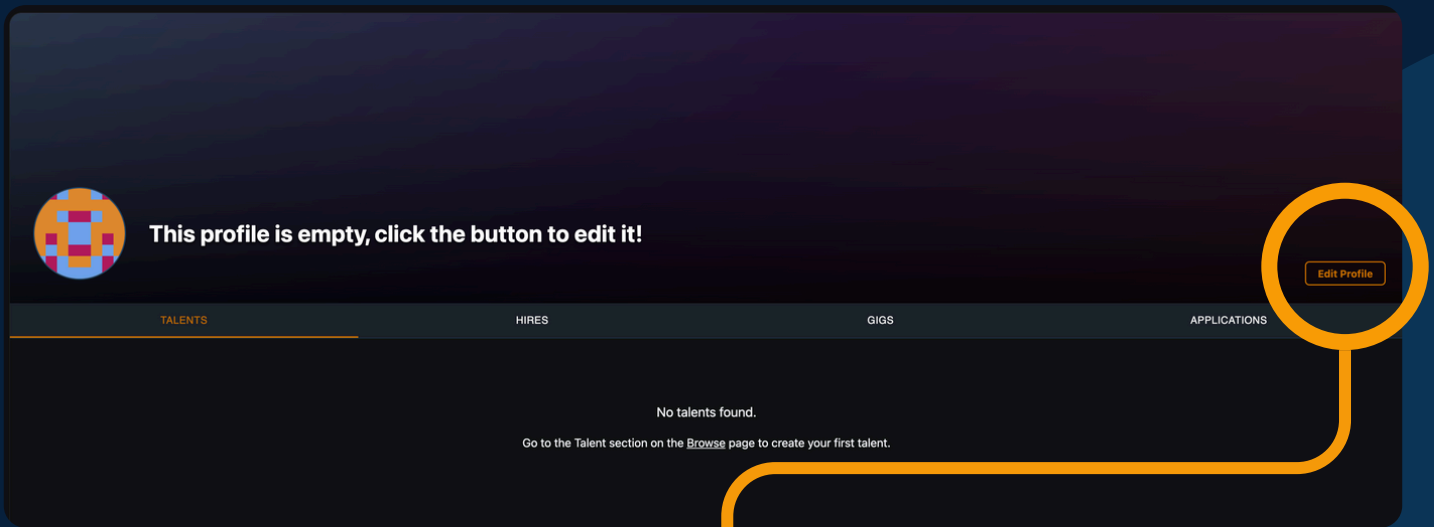 This profile is empty, click the button to edit it!
Edit Profile
TALENTS
HIRES
GIGS
APPLICATIONS
No talents found.
Go to the Talent section on the Browse page to create your first talent.